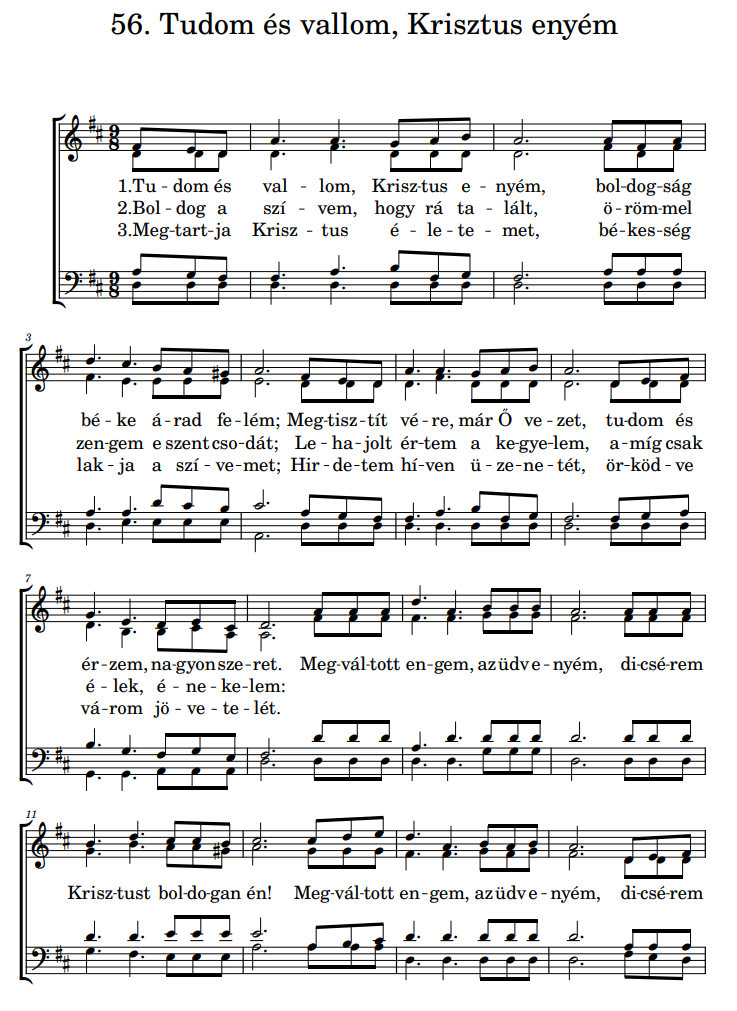 56. Tudom és vallom, Krisztus enyém
9
8
1.Tu - dom és val - lom, Krisz-tus e - nyém, bol-dog-ság
2.Bol - dog a szí - vem, hogy rá ta - lált, ö-röm-mel
3.Meg-tart-ja Krisz - tus é - le - te - met, bé-kes-ség
9
8
3
bé - ke á-rad fe-lém; Meg-tisz-tít vé-re, már Ő ve-zet, tu-dom és
zen-gem e szent cso-dát; Le-ha-jolt ér-tem a ke-gye-lem, a-míg csak
lak-ja a szí-ve-met; Hir-de-tem hí-ven ü-ze-ne-tét, ör-köd-ve
7
ér-zem, na-gyon sze-ret. Meg-vál-tott en-gem, az üdv e-nyém, di-csé-rem
é-lek, é-ne-ke-lem:
vá-rom jö-ve-te-lét.
11
Krisz-tust bol-do-gan én! Meg-vál-tott en-gem, az üdv e-nyém, di-csé-rem